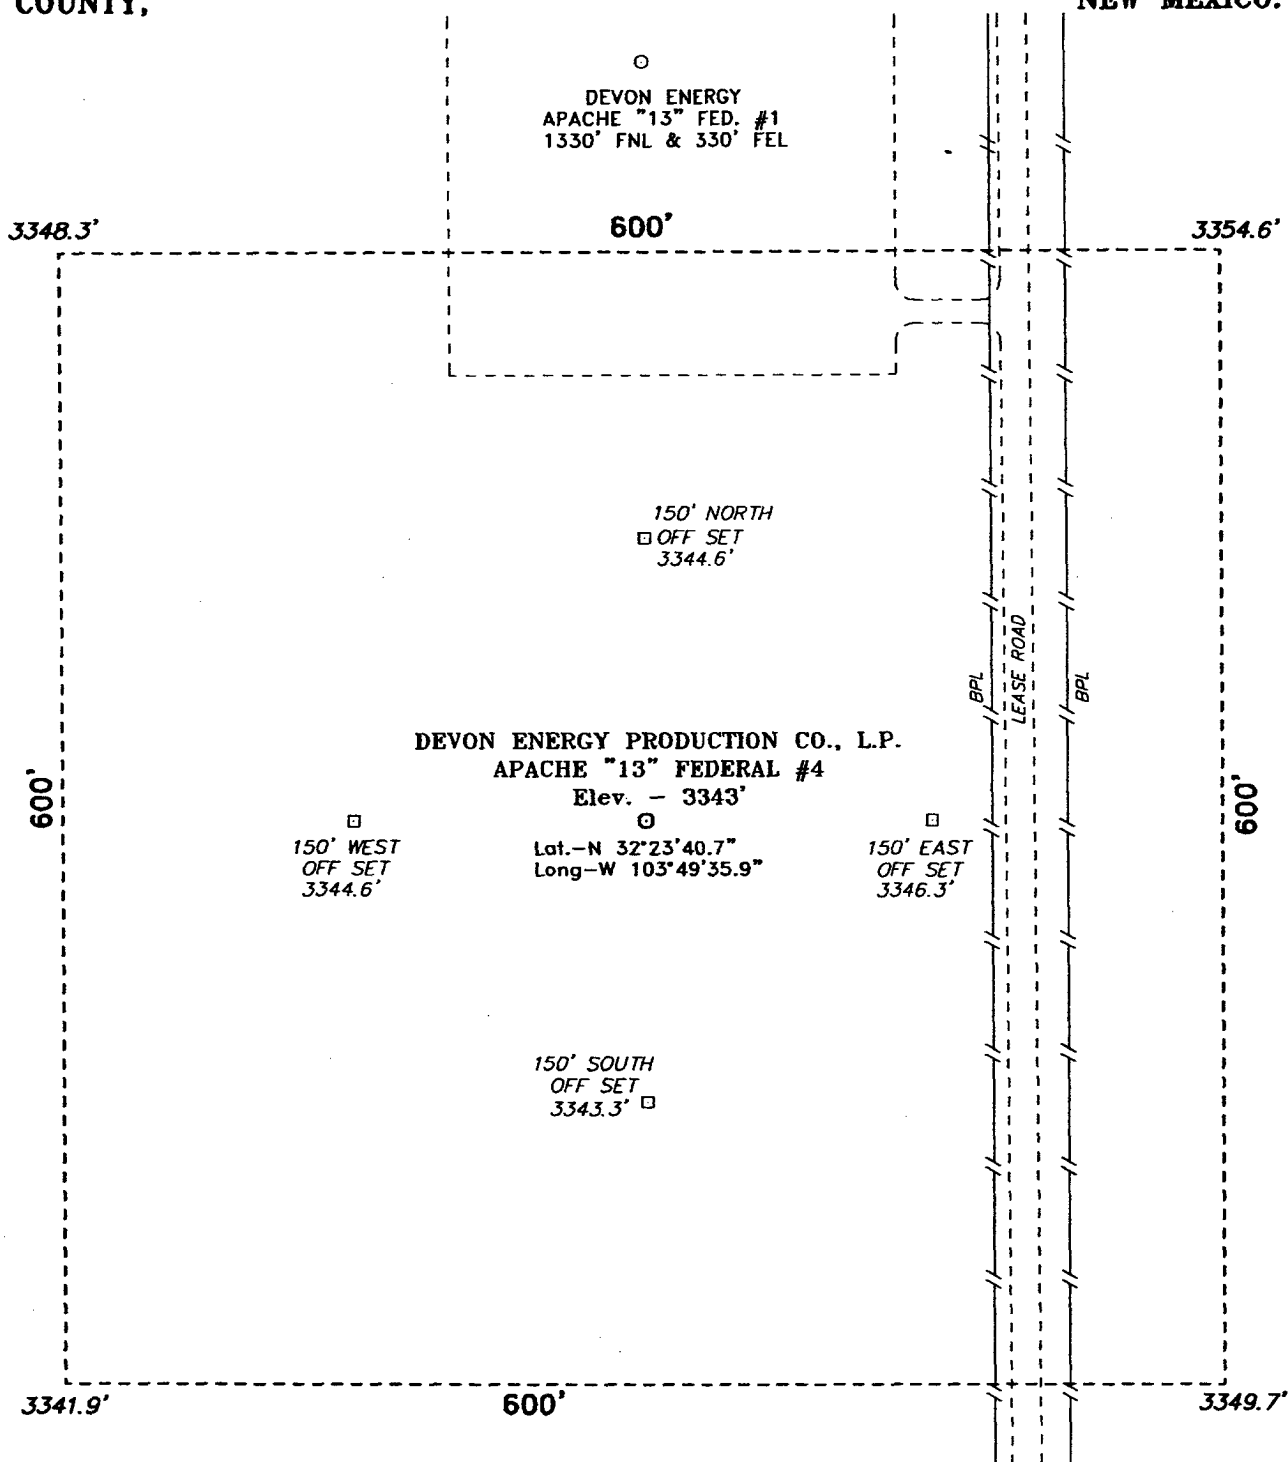 COUNTY,
NEW MEXICO.
DEVON ENERGY
APACHE "13" FED. #1
1330' FNL & 330' FEL
3348.3'
600'
3354.6'
150' NORTH
OFF SET
3344.6'
BPL
LEASE ROAD
BPL
DEVON ENERGY PRODUCTION CO., L.P.
APACHE "13" FEDERAL #4
Elev. - 3343'
600'
600'
150' WEST
OFF SET
3344.6'
Lat.-N 32°23'40.7"
Long-W 103°49'35.9"
150' EAST
OFF SET
3346.3'
150' SOUTH
OFF SET
3343.3'
3341.9'
600'
3349.7'